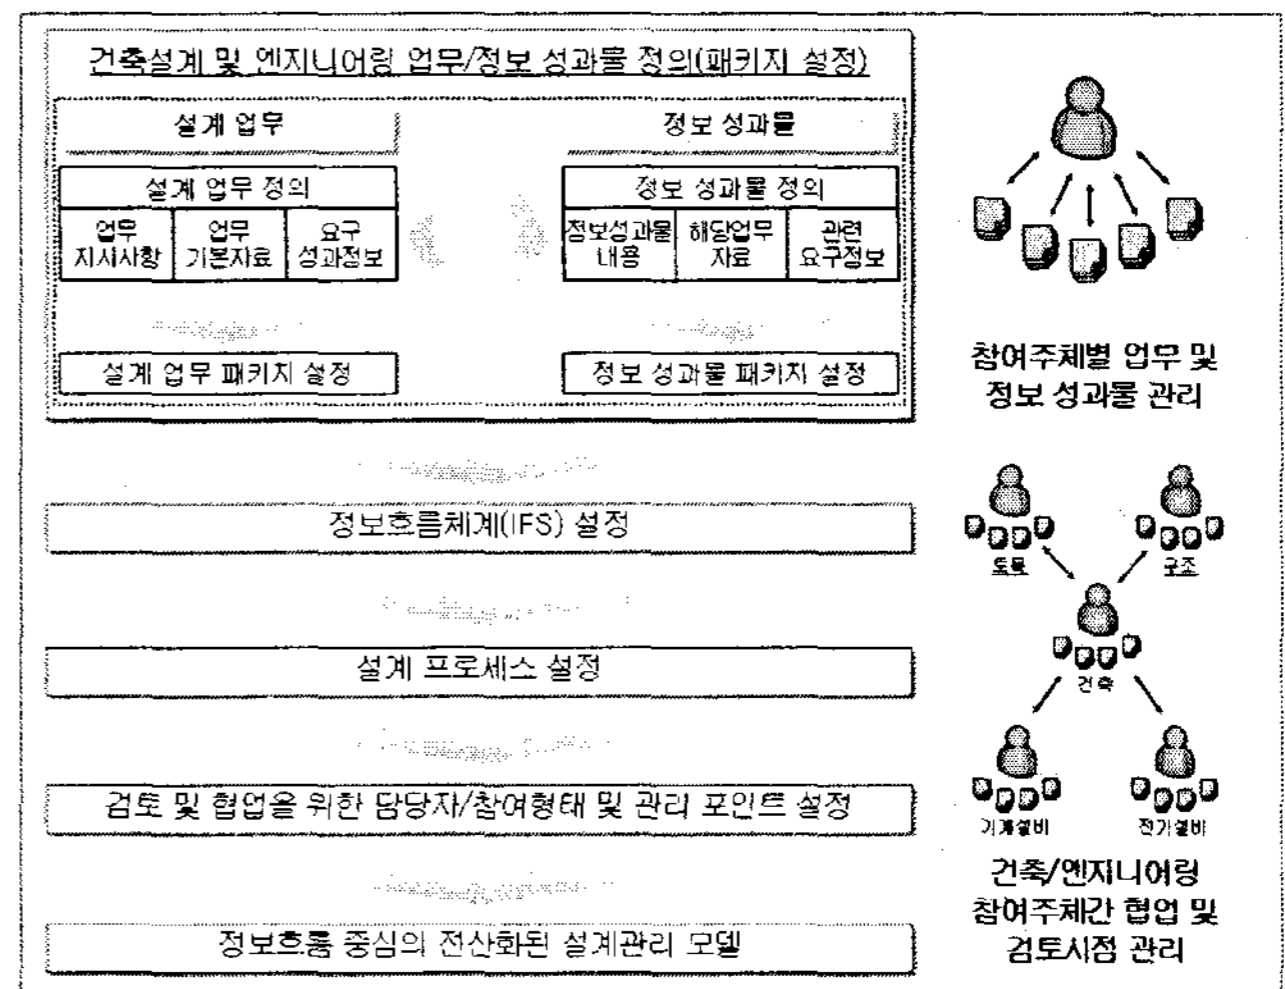 건축설계 및 엔지니어링 업무/정보 성과물 정의(패키지 설정)
설계 업무
정보 성과물
설계 업무 정의
업무
지시사항
업무
기본자료
요구
성과정보
정보 성과물 정의
정보성과물
내용
해당업무
자료
관련
요구정보
설계 업무 패키지 설정
정보 성과물 패키지 설정
참여주체별 업무 및
정보 성과물 관리
정보흐름체계(IFS) 설정
설계 프로세스 설정
검토 및 협업을 위한 담당자/참여형태 및 관리 포인트 설정
정보흐름 중심의 전산화된 설계관리 모델
토목
구조
건축
기계설비
전기설비
건축/엔지니어링
참여주체간 협업 및
검토시점 관리